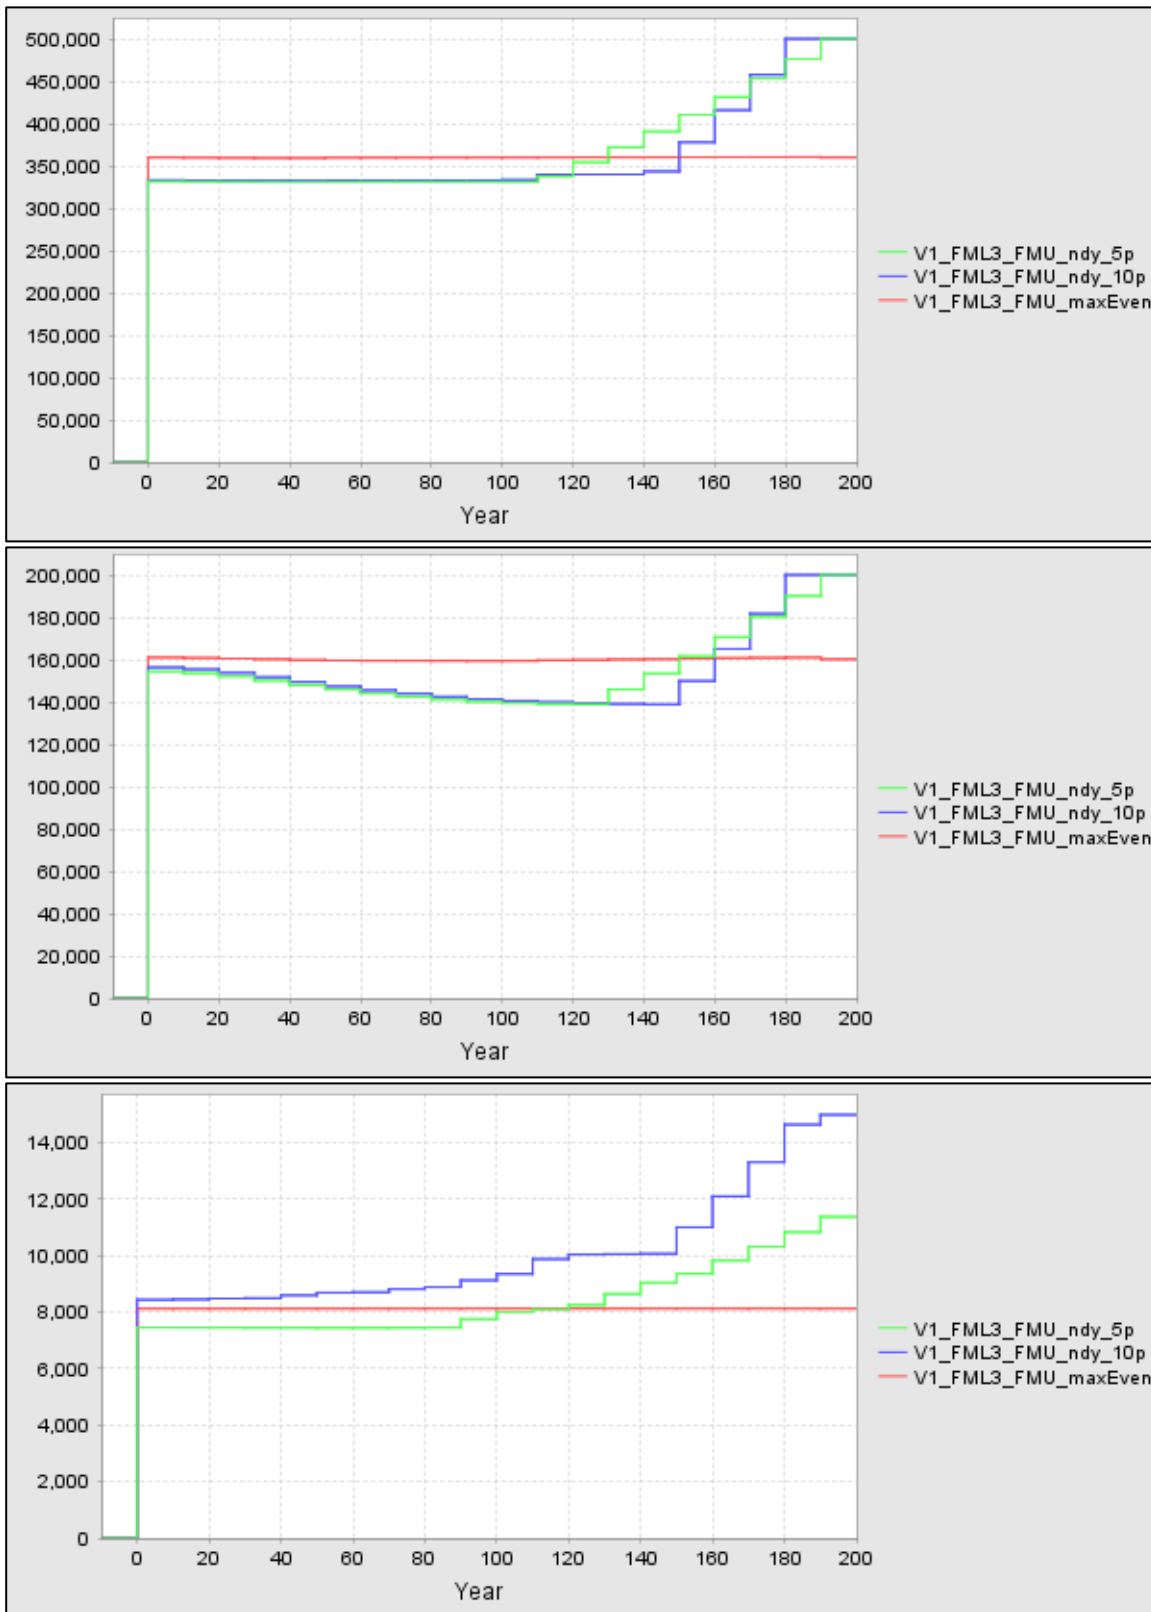 500,000
450,000
400,000
350,000
300,000
250,000
200,000
150,000
100,000
50,000
0
0 20 40 60 80 100 120 140 160 180 200
Year
V1_FML3_FMU_ndy_5p
V1_FML3_FMU_ndy_10p
V1_FML3_FMU_maxEven
200,000
180,000
160,000
140,000
120,000
100,000
80,000
60,000
40,000
20,000
0
0 20 40 60 80 100 120 140 160 180 200
Year
V1_FML3_FMU_ndy_5p
V1_FML3_FMU_ndy_10p
V1_FML3_FMU_maxEven
14,000
12,000
10,000
8,000
6,000
4,000
2,000
0
0 20 40 60 80 100 120 140 160 180 200
Year
V1_FML3_FMU_ndy_5p
V1_FML3_FMU_ndy_10p
V1_FML3_FMU_maxEven